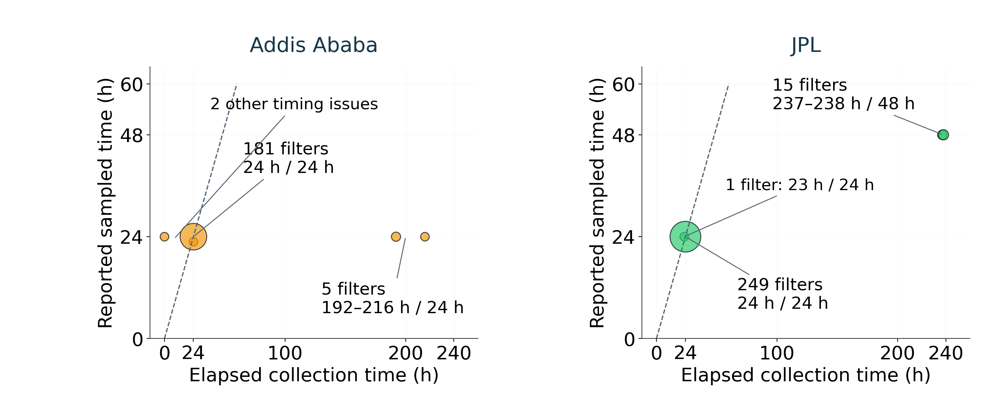 Addis Ababa
Reported sampled time (h)
60
48
24
0
2 other timing issues
181 filters
24 h / 24 h
5 filters
192–216 h / 24 h
0 24 100 200 240
Elapsed collection time (h)
JPL
Reported sampled time (h)
60
48
24
0
15 filters
237–238 h / 48 h
1 filter: 23 h / 24 h
249 filters
24 h / 24 h
0 24 100 200 240
Elapsed collection time (h)